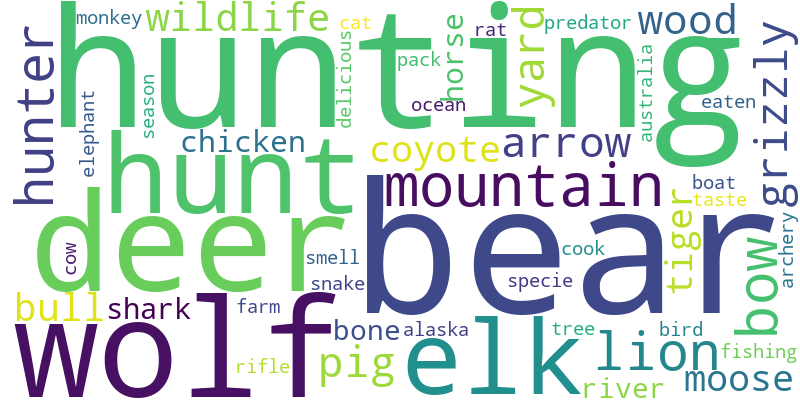 monkey
wildlife
cat
rat
predator
wood
hunting
hunter
delicious
pack
horse
yard
ocean
australia
eaten
grizzly
elephant
season
chicken
hunt
coyote
arrow
mountain
boat
taste
deer
bear
tiger
archery
cow
smell
cook
bow
snake
specie
bull
shark
farm
wolf
bone
alaska
elk
tree
bird
lion
fishing
rifle
pig
river
moose